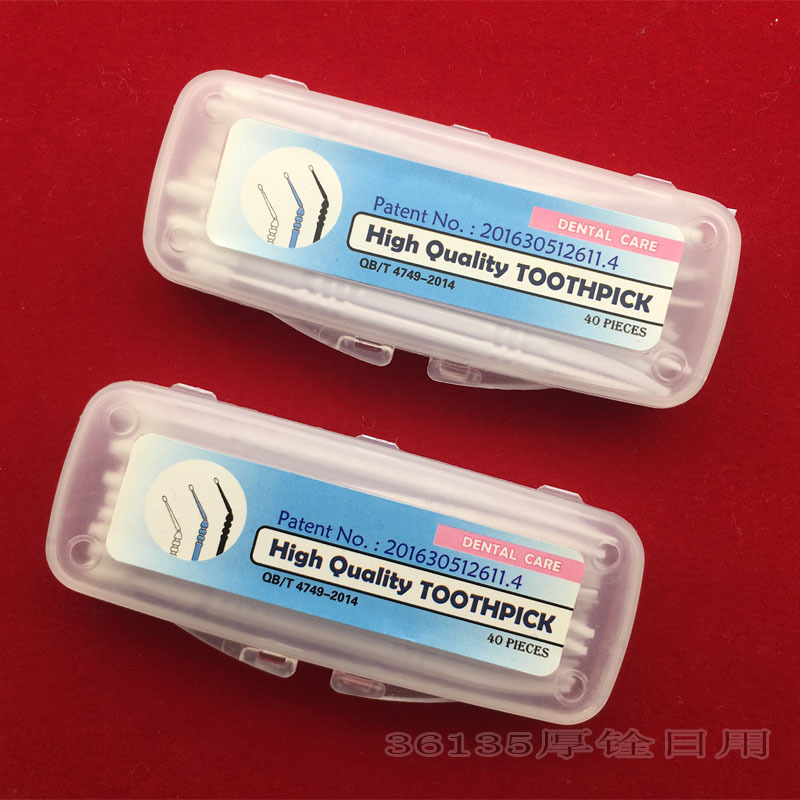 DENTAL CARE
Patent No. : 201630512611.4
High Quality TOOTHPICK
QB/T 4749-2014
40 PIECES
DENTAL CARE
Patent No. : 201630512611.4
High Quality TOOTHPICK
QB/T 4749-2014
40 PIECES
36135厚铨日用